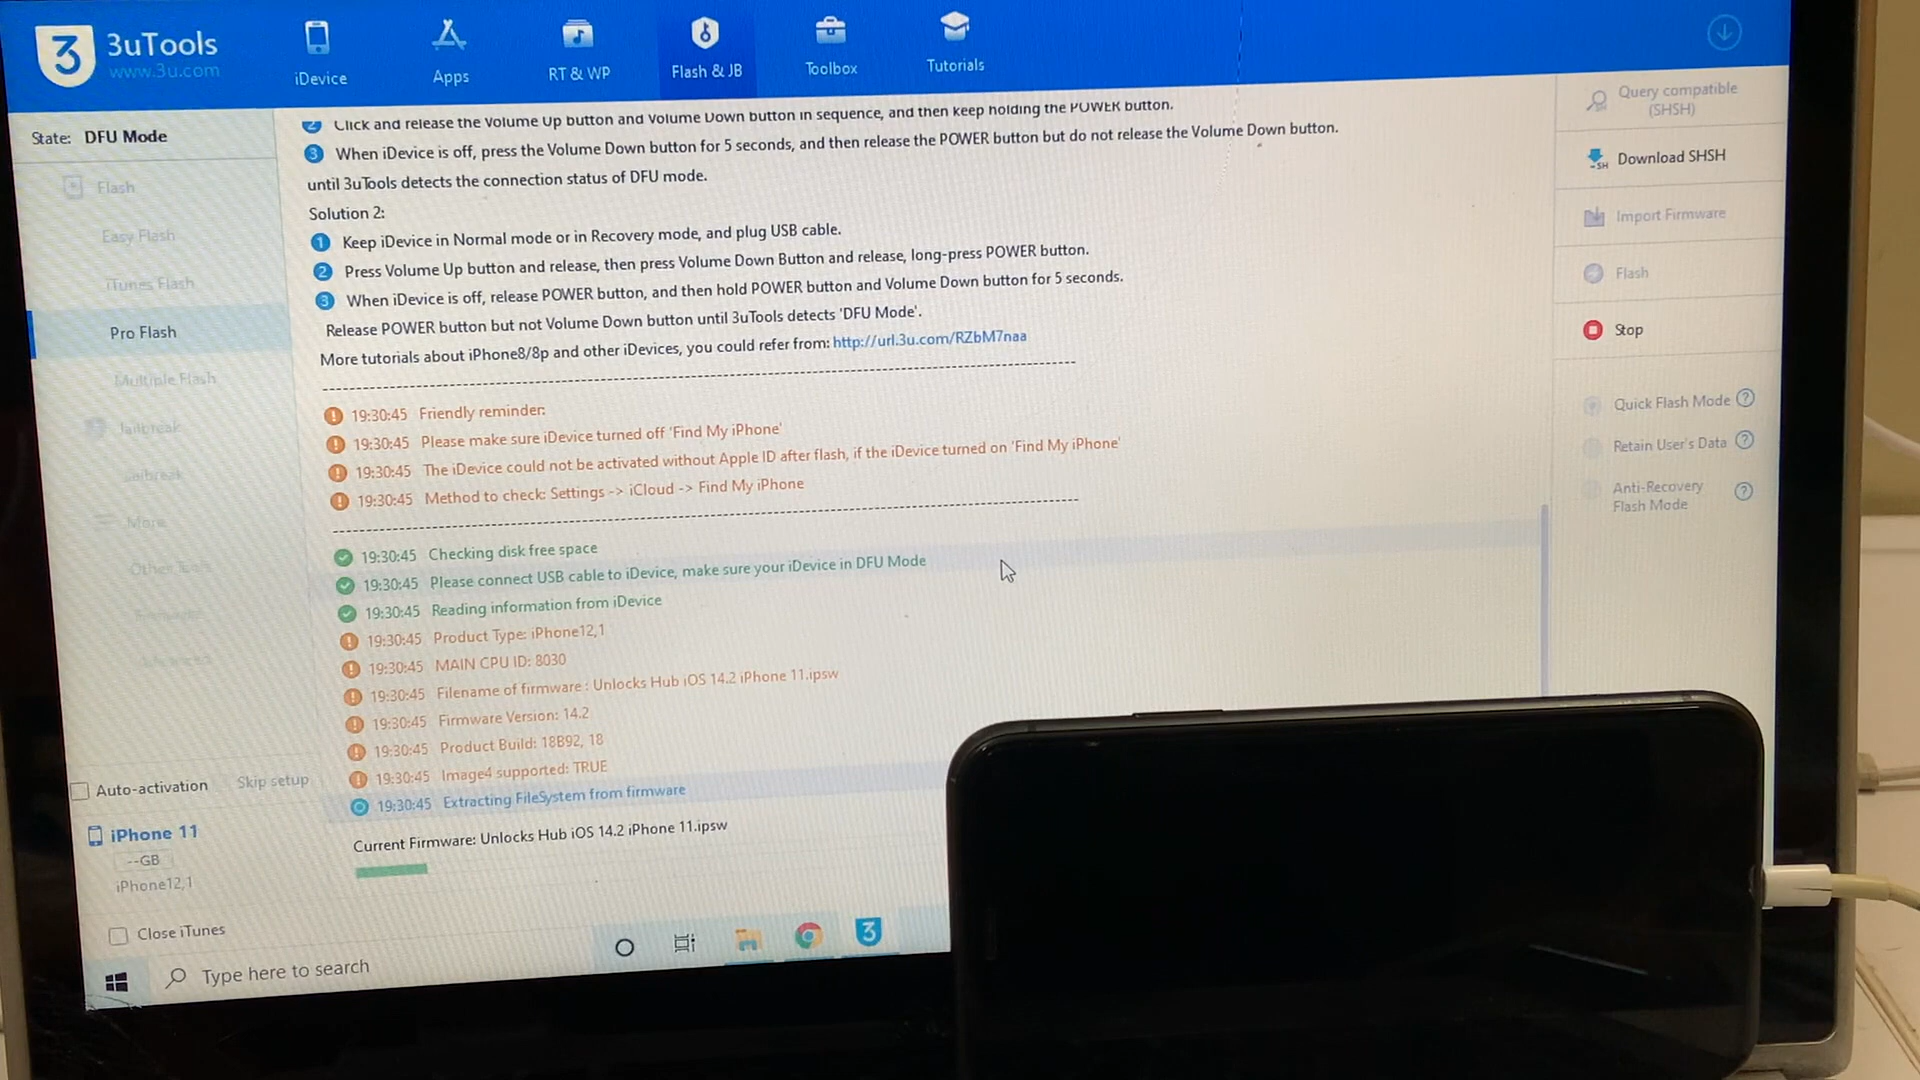 3 3uTools
www.3u.com
iDevice
Apps
RT & WP
Flash & JB
Toolbox
Tutorials
State: DFU Mode
Flash
Easy Flash
iTunes Flash
Pro Flash
Multiple Flash
Jailbreak
Jailbreak
More
Other Tools
Advanced
Auto-activation Skip setup
iPhone 11
--GB
iPhone12,1
Close iTunes
2 Click and release the Volume Up button and Volume Down button in sequence, and then keep holding the POWER button.
3 When iDevice is off, press the Volume Down button for 5 seconds, and then release the POWER button but do not release the Volume Down button.
until 3uTools detects the connection status of DFU mode.
Solution 2:
1 Keep iDevice in Normal mode or in Recovery mode, and plug USB cable.
2 Press Volume Up button and release, then press Volume Down Button and release, long-press POWER button.
3 When iDevice is off, release POWER button, and then hold POWER button and Volume Down button for 5 seconds.
Release POWER button but not Volume Down button until 3uTools detects 'DFU Mode'.
More tutorials about iPhone8/8p and other iDevices, you could refer from: http://url.3u.com/RZbM7naa
19:30:45 Friendly reminder:
19:30:45 Please make sure iDevice turned off 'Find My iPhone'
19:30:45 The iDevice could not be activated without Apple ID after flash, if the iDevice turned on 'Find My iPhone'
19:30:45 Method to check: Settings -> iCloud -> Find My iPhone
19:30:45 Checking disk free space
19:30:45 Please connect USB cable to iDevice, make sure your iDevice in DFU Mode
19:30:45 Reading information from iDevice
19:30:45 Product Type: iPhone12,1
19:30:45 MAIN CPU ID: 8030
19:30:45 Filename of firmware : Unlocks Hub iOS 14.2 iPhone 11.ipsw
19:30:45 Firmware Version: 14.2
19:30:45 Product Build: 18B92, 18
19:30:45 Image4 supported: TRUE
19:30:45 Extracting FileSystem from firmware
Current Firmware: Unlocks Hub iOS 14.2 iPhone 11.ipsw
Query compatible
(SHSH)
Download SHSH
Import Firmware
Flash
Stop
Quick Flash Mode ?
Retain User's Data ?
Anti-Recovery
Flash Mode ?
Type here to search
3